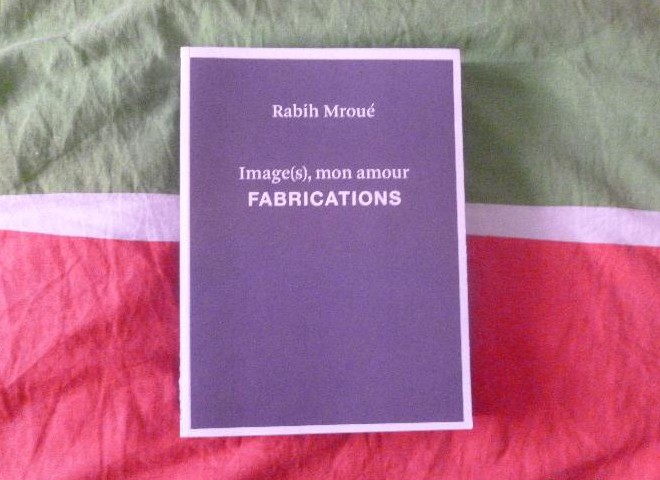 Rabih Mroué
Image(s), mon amour
FABRICATIONS